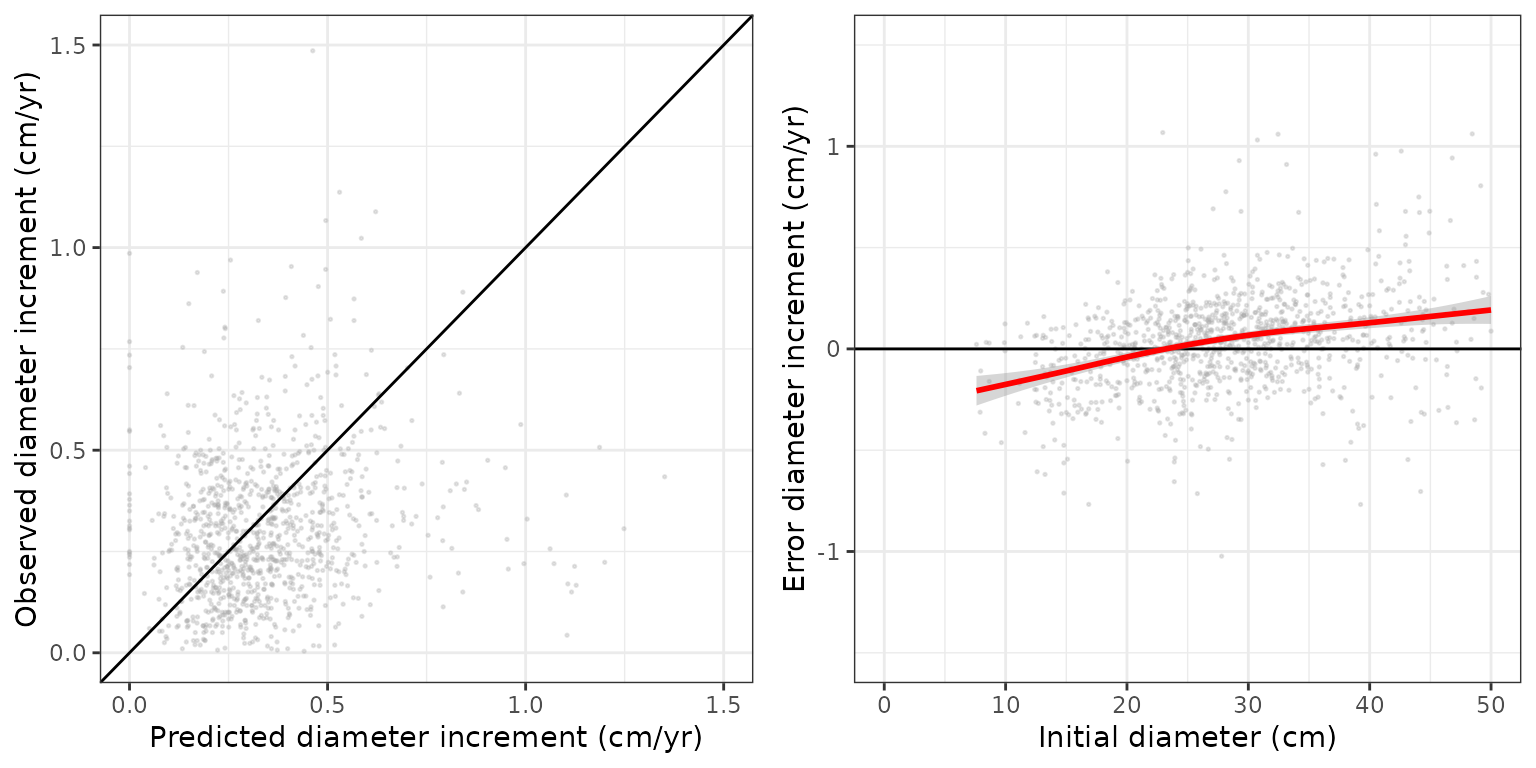 Observed diameter increment (cm/yr)
1.5
1.0
0.5
0.0
0.0 0.5 1.0 1.5
Predicted diameter increment (cm/yr)
Error diameter increment (cm/yr)
1
0
-1
0 10 20 30 40 50
Initial diameter (cm)